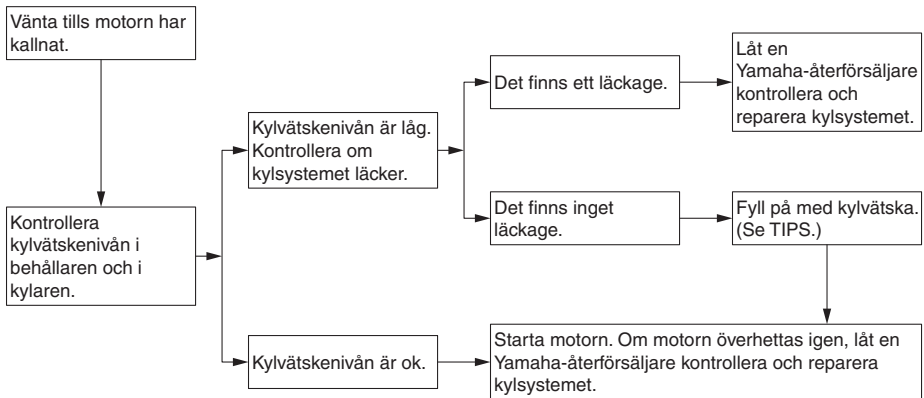 Vänta tills motorn har
kallnat.
Kontrollera
kylvätskenivån i
behållaren och i
kylaren.
Kylvätskenivån är låg.
Kontrollera om
kylsystemet läcker.
Det finns ett läckage.
Låt en
Yamaha-återförsäljare
kontrollera och
reparera kylsystemet.
Det finns inget
läckage.
Fyll på med kylvätska.
(Se TIPS.)
Kylvätskenivån är ok.
Starta motorn. Om motorn överhettas igen, låt en
Yamaha-återförsäljare kontrollera och reparera
kylsystemet.